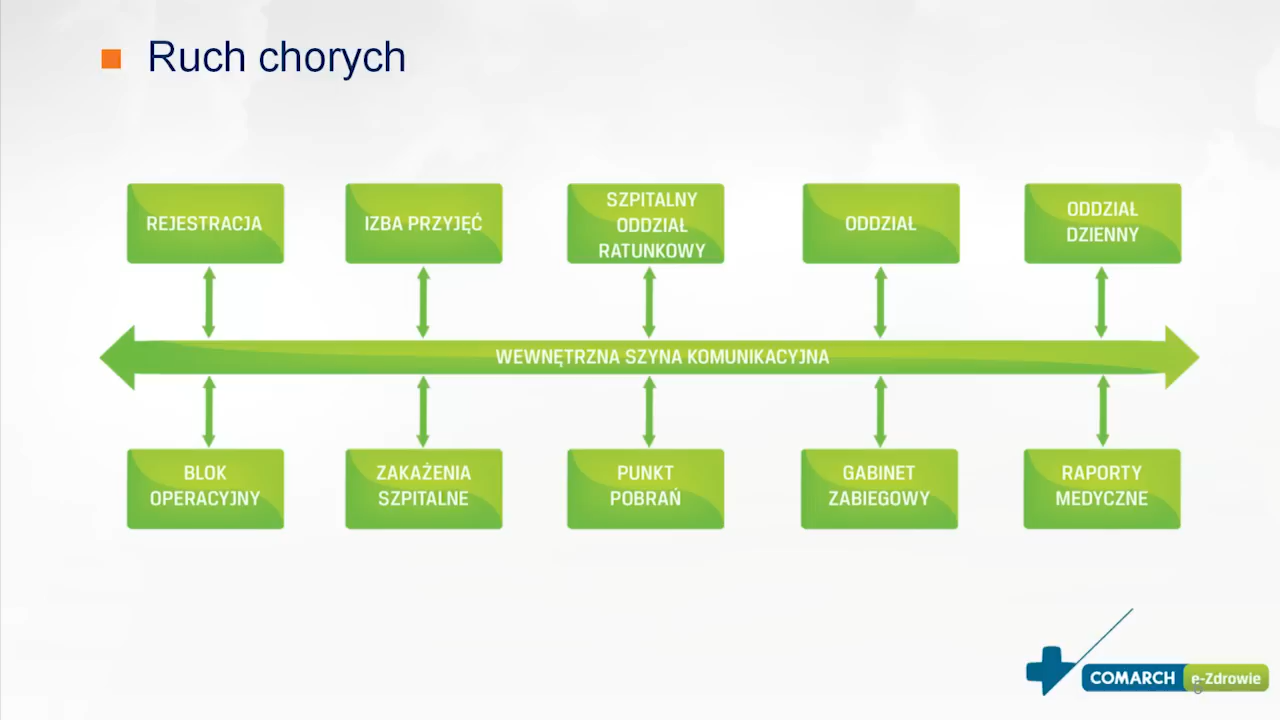 Ruch chorych
REJESTRACJA
IZBA PRZYJĘĆ
SZPITALNY
ODDZIAŁ
RATUNKOWY
ODDZIAŁ
ODDZIAŁ
DZIENNY
WEWNĘTRZNA SZYNA KOMUNIKACYJNA
BLOK
OPERACYJNY
ZAKAŻENIA
SZPITALNE
PUNKT
POBRAŃ
GABINET
ZABIEGOWY
RAPORTY
MEDYCZNE
COMARCH e-Zdrowie